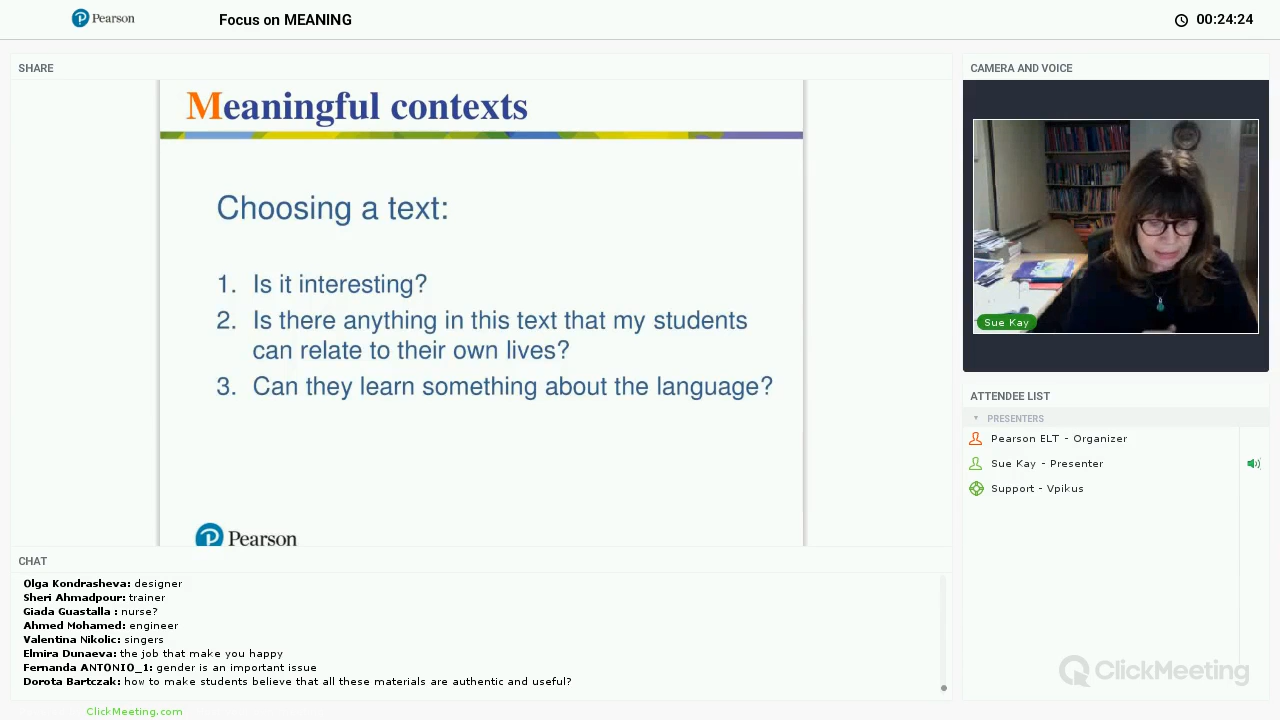 Pearson
Focus on MEANING
00:24:24
SHARE
Meaningful contexts
Choosing a text:
1. Is it interesting?
2. Is there anything in this text that my students
can relate to their own lives?
3. Can they learn something about the language?
Pearson
CAMERA AND VOICE
Sue Kay
ATTENDEE LIST
PRESENTERS
Pearson ELT - Organizer
Sue Kay - Presenter
Support - Vpikus
CHAT
Olga Kondrasheva: designer
Sheri Ahmadpour: trainer
Giada Guastalla : nurse?
Ahmed Mohamed: engineer
Valentina Nikolic: singers
Elmira Dunaeva: the job that make you happy
Fernanda ANTONIO_1: gender is an important issue
Dorota Bartczak: how to make students believe that all these materials are authentic and useful?
ClickMeeting
ClickMeeting.com